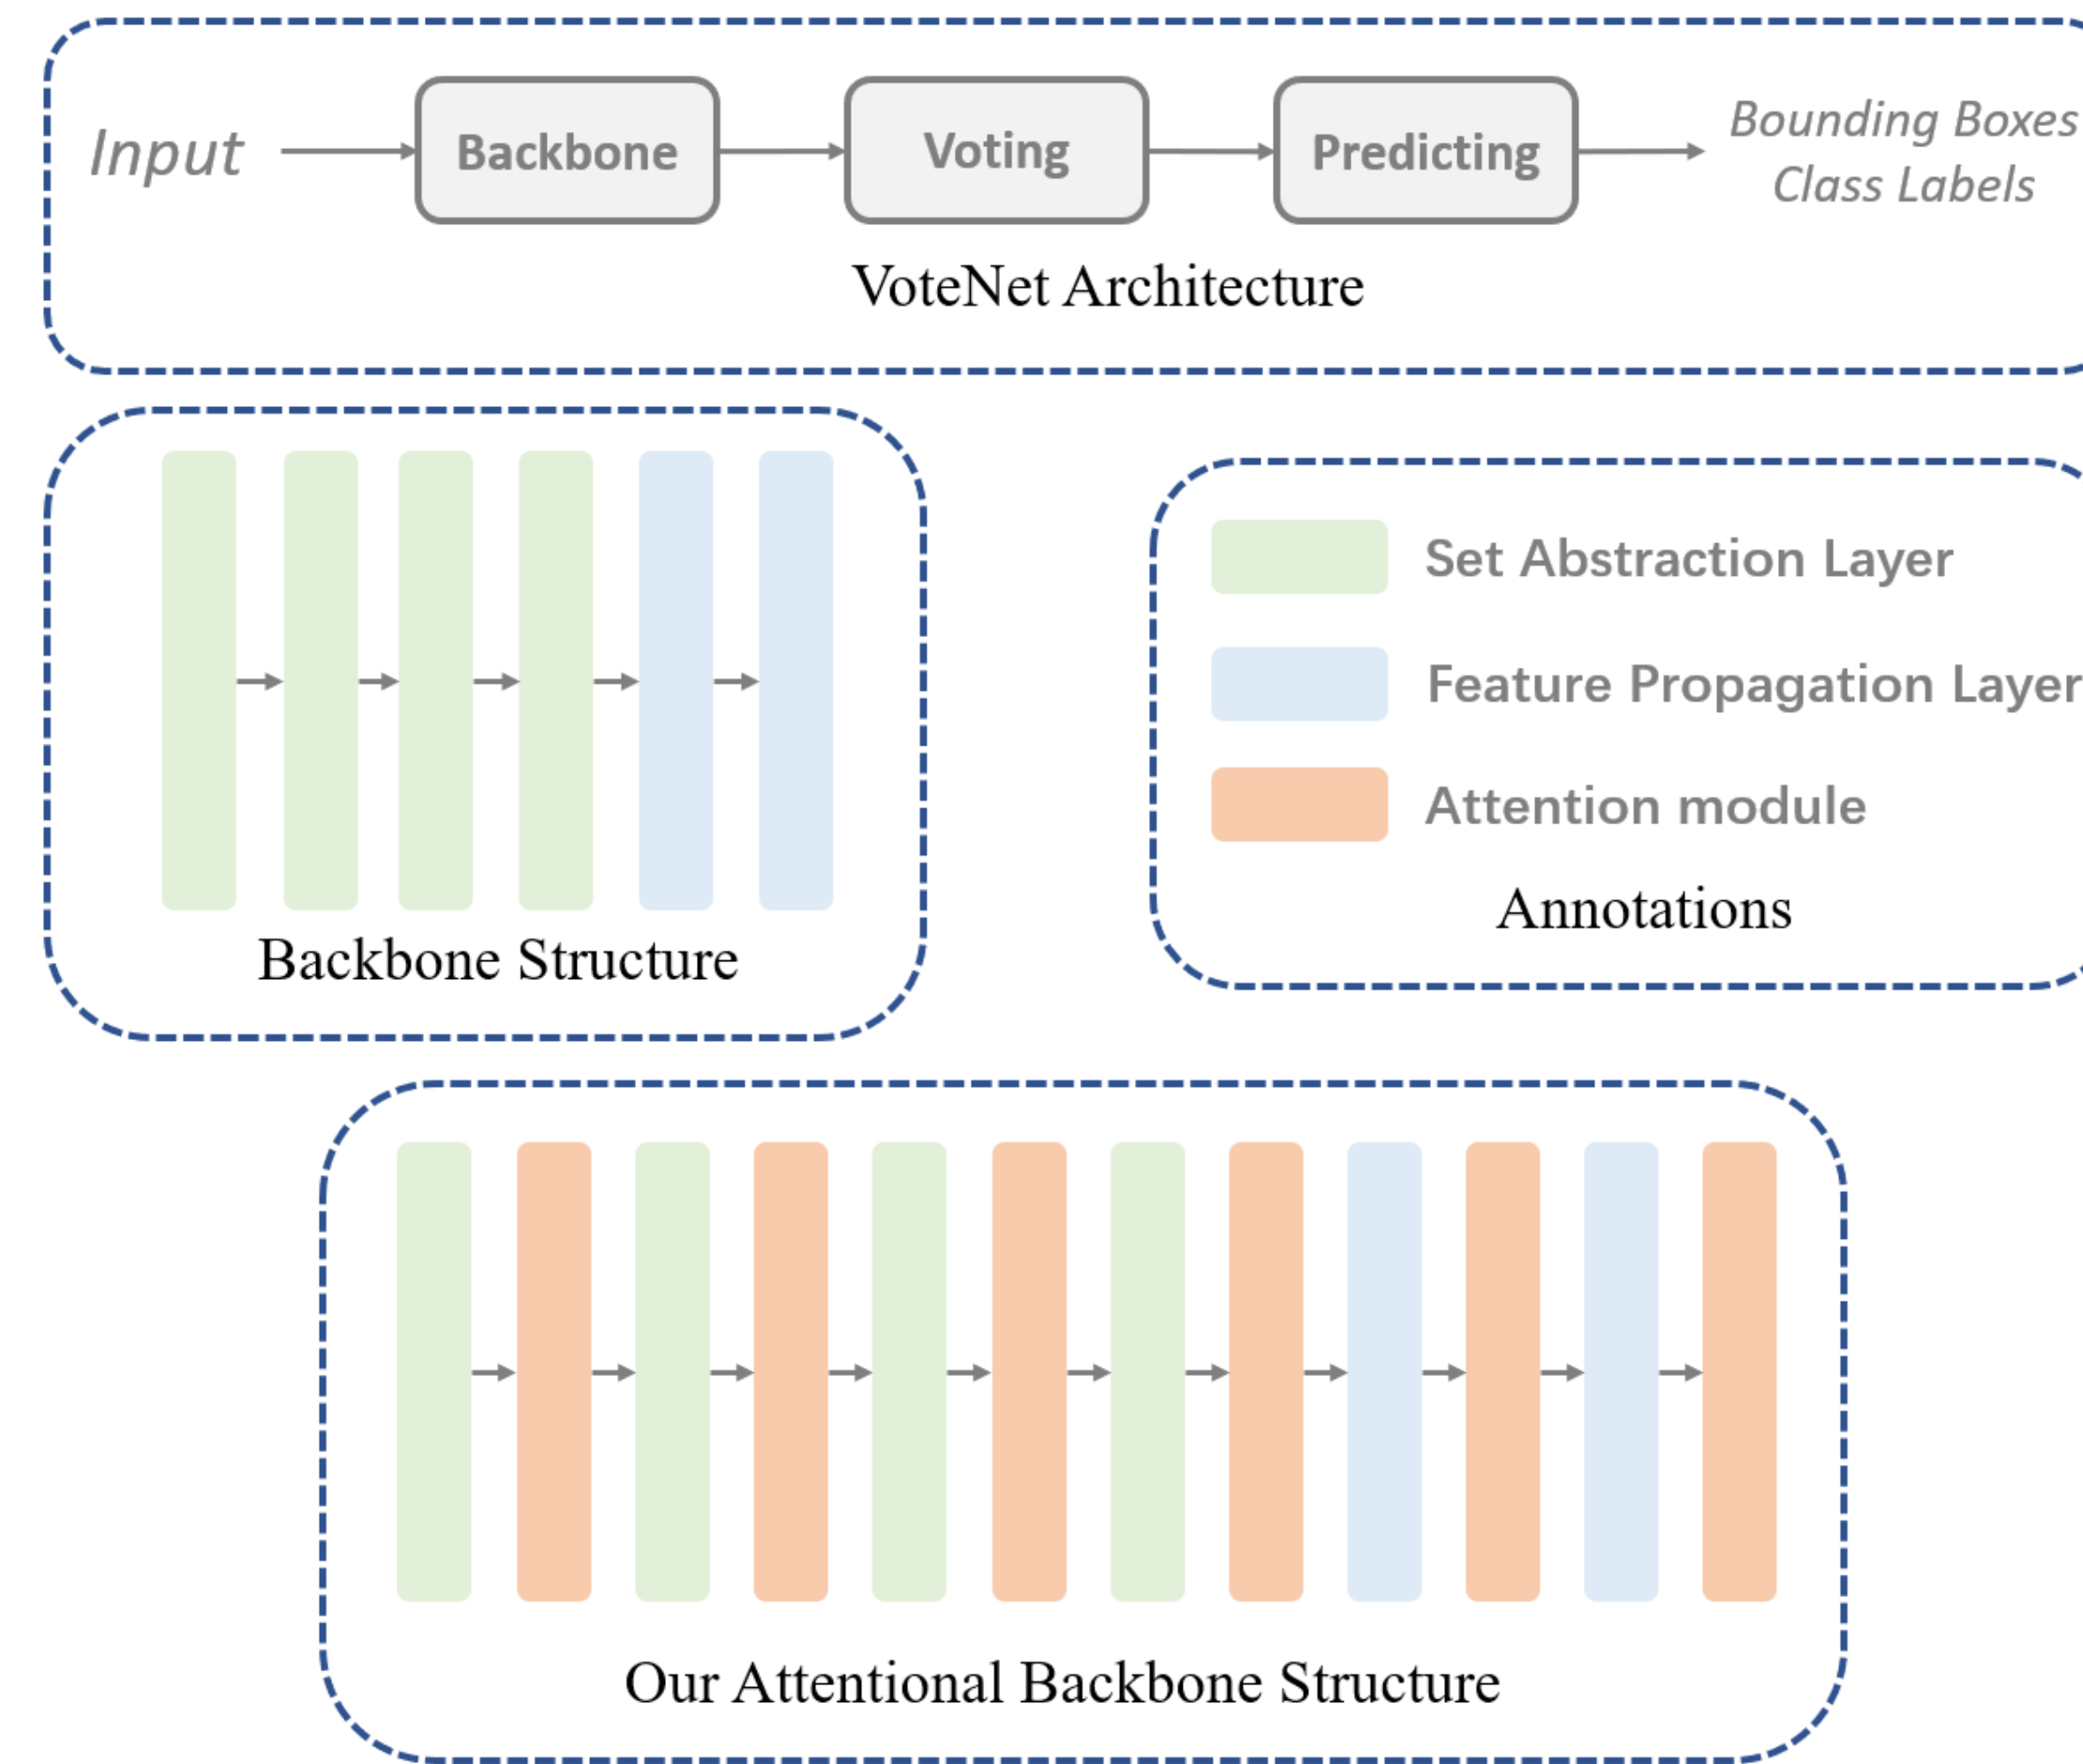 Input
Backbone
Voting
Predicting
Bounding Boxes
Class Labels
VoteNet Architecture
Backbone Structure
Set Abstraction Layer
Feature Propagation Layer
Attention module
Annotations
Our Attentional Backbone Structure